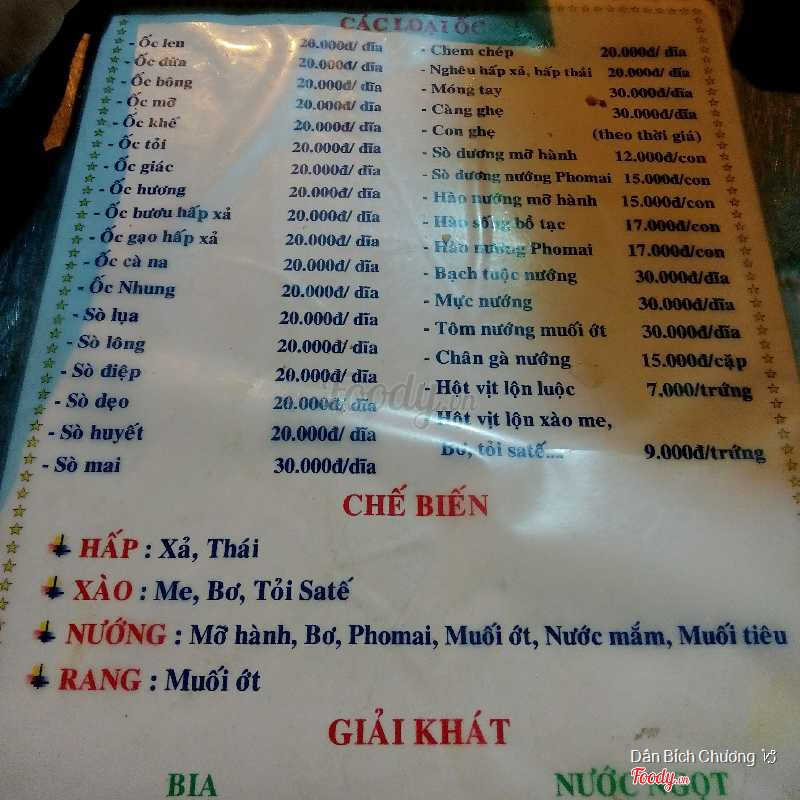 CÁC LOẠI ỐC
- Ốc len 20.000đ/ dĩa
- Ốc dừa 20.000đ/ dĩa
- Ốc bông 20.000đ/ dĩa
- Ốc mỡ 20.000đ/ dĩa
- Ốc khế 20.000đ/ dĩa
- Ốc tỏi 20.000đ/ dĩa
- Ốc giác 20.000đ/ dĩa
- Ốc hương 20.000đ/ dĩa
- Ốc bươu hấp xả 20.000đ/ dĩa
- Ốc gạo hấp xả 20.000đ/ dĩa
- Ốc cà na 20.000đ/ dĩa
- Ốc Nhung 20.000đ/ dĩa
- Sò lụa 20.000đ/ dĩa
- Sò lông 20.000đ/ dĩa
- Sò điệp 20.000đ/ dĩa
- Sò dẹo 20.000đ/ dĩa
- Sò huyết 20.000đ/ dĩa
- Sò mai 30.000đ/dĩa
- Chem chép 20.000đ/ dĩa
- Nghêu hấp xả, hấp thái 20.000đ/ dĩa
- Móng tay 30.000đ/dĩa
- Càng ghẹ 30.000đ/dĩa
- Con ghẹ (theo thời giá)
- Sò dương mỡ hành 12.000đ/con
- Sò dương nướng Phomai 15.000đ/con
- Hào nướng mỡ hành 15.000đ/con
- Hào sống bồ tạc 17.000đ/con
- Hào nướng Phomai 17.000đ/con
- Bạch tuộc nướng 30.000đ/dĩa
- Mực nướng 30.000đ/dĩa
- Tôm nướng muối ớt 30.000đ/dĩa
- Chân gà nướng 15.000đ/cặp
- Hột vịt lộn luộc 7.000/trứng
- Hột vịt lộn xào me,
Bơ, tỏi satế.... 9.000đ/trứng
Foody.vn
CHẾ BIẾN
HẤP : Xả, Thái
XÀO : Me, Bơ, Tỏi Satế
NƯỚNG : Mỡ hành, Bơ, Phomai, Muối ớt, Nước mắm, Muối tiêu
RANG : Muối ớt
GIẢI KHÁT
BIA NƯỚC NGỌT
Dân Bích Chương
Foody.vn